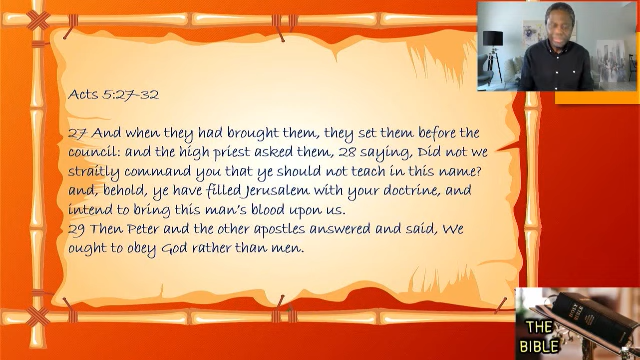 Acts 5:27-32
27 And when they had brought them, they set them before the
council: and the high priest asked them, 28 saying, Did not we
straitly command you that ye should not teach in this name?
and, behold, ye have filled Jerusalem with your doctrine, and
intend to bring this man's blood upon us.
29 Then Peter and the other apostles answered and said, We
ought to obey God rather than men.
THE
BIBLE